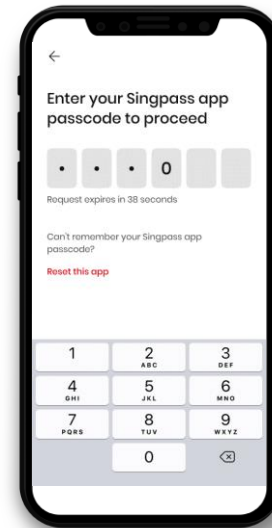 Enter your Singpass app
passcode to proceed
• • • 0
Request expires in 38 seconds
Can't remember your Singpass app
passcode?
Reset this app
1 2 3
ABC DEF
4 5 6
GHI JKL MNO
7 8 9
PQRS TUV WXYZ
0